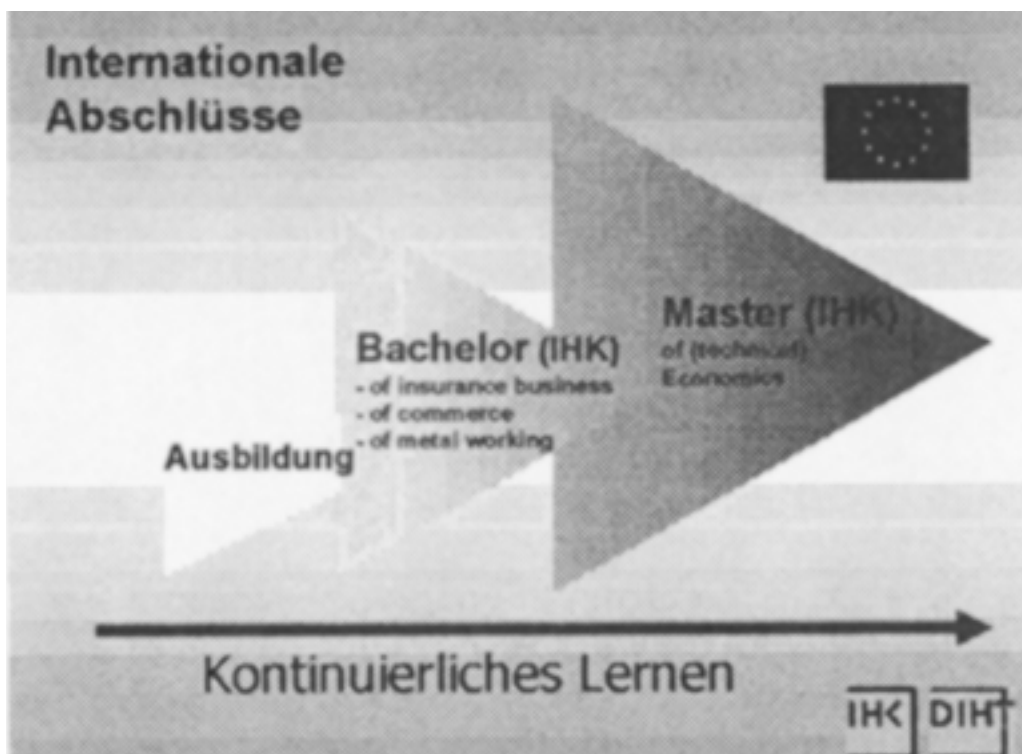 Internationale
Abschlüsse
Master (IHK)
of (technical)
Economics
Bachelor (IHK)
- of insurance business
- of commerce
- of metal working
Ausbildung
Kontinuierliches Lernen
IHK DIHT